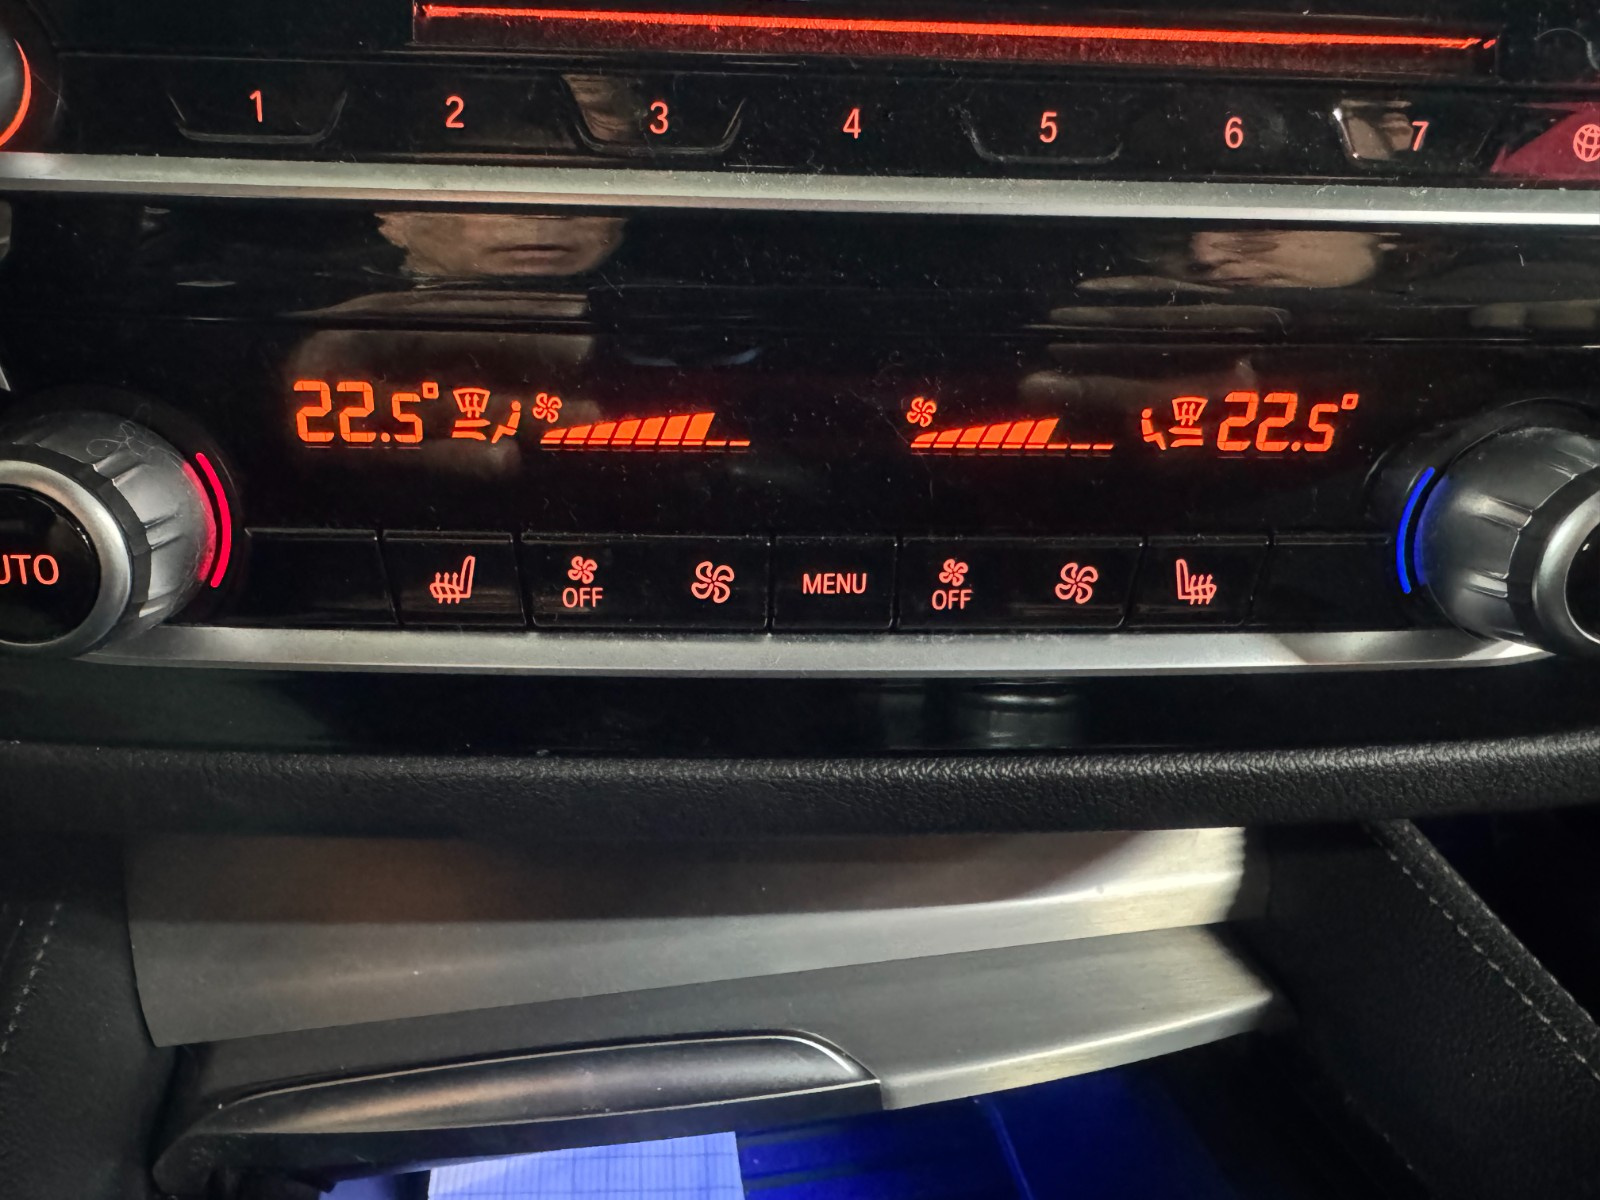 1 2 3 4 5 6 7
22.5° 22.5°
UTO
OFF MENU OFF